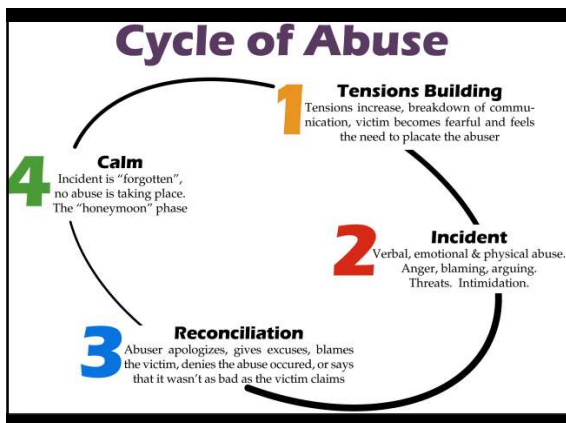 Cycle of Abuse
1
Tensions Building
Tensions increase, breakdown of commu-
nication, victim becomes fearful and feels
the need to placate the abuser
2
Incident
Verbal, emotional & physical abuse.
Anger, blaming, arguing.
Threats. Intimidation.
3
Reconciliation
Abuser apologizes, gives excuses, blames
the victim, denies the abuse occured, or says
that it wasn't as bad as the victim claims
4
Calm
Incident is "forgotten",
no abuse is taking place.
The "honeymoon" phase